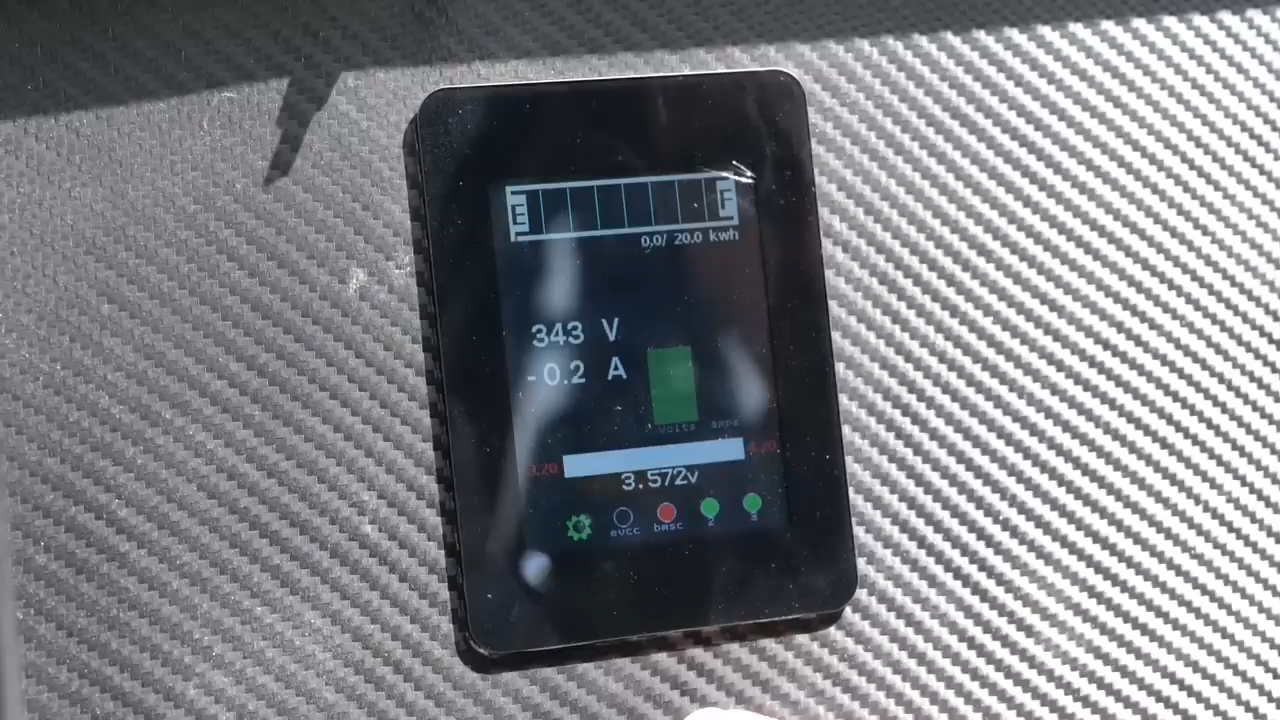 E F
0.0/ 20.0 kwh
343 V
-0.2 A
volts amps
3.20 4.20
3.572v
evcc bmsc 2 3